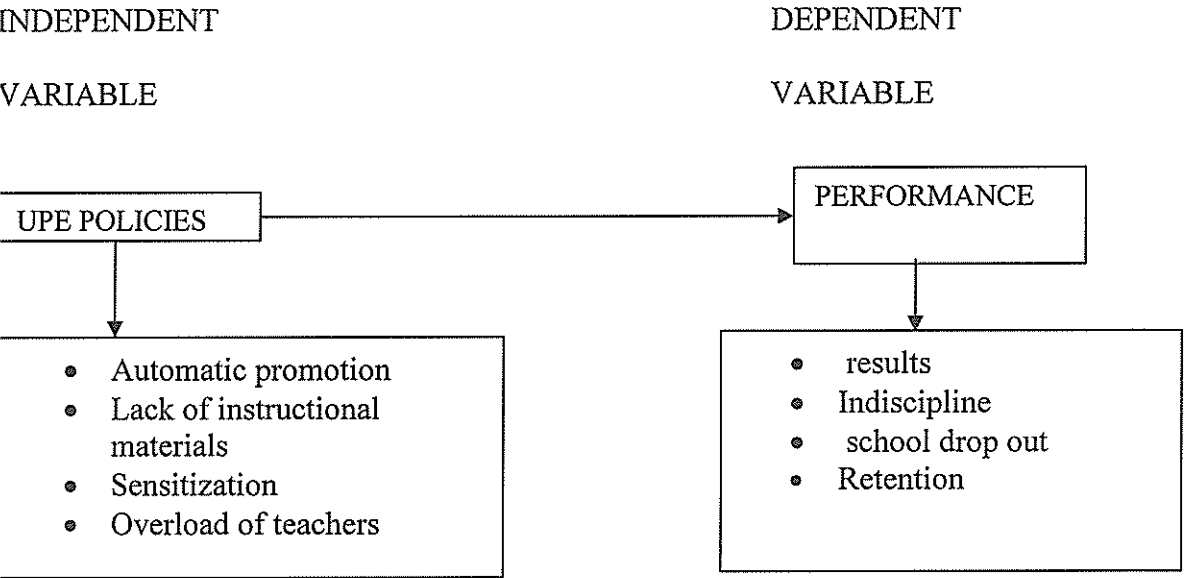 INDEPENDENT
VARIABLE
DEPENDENT
VARIABLE
UPE POLICIES
PERFORMANCE
• Automatic promotion
• Lack of instructional
materials
• Sensitization
• Overload of teachers
• results
• Indiscipline
• school drop out
• Retention